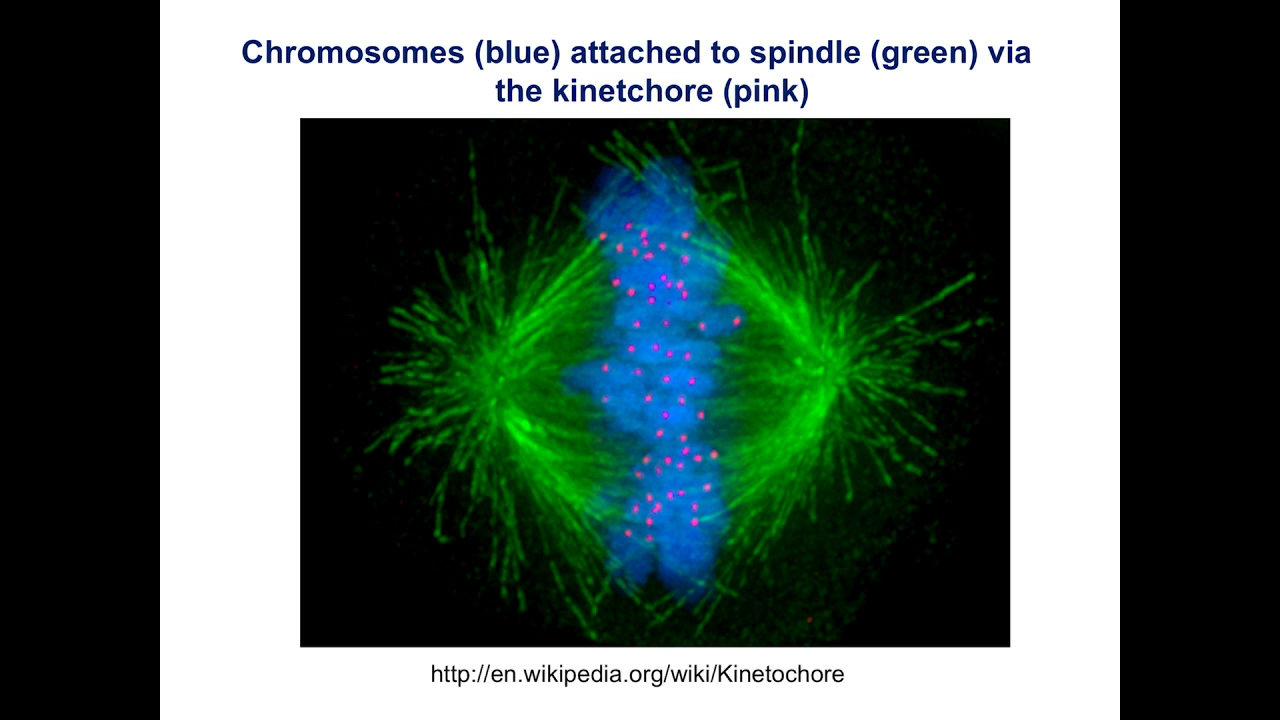 Chromosomes (blue) attached to spindle (green) via
the kinetchore (pink)
http://en.wikipedia.org/wiki/Kinetochore